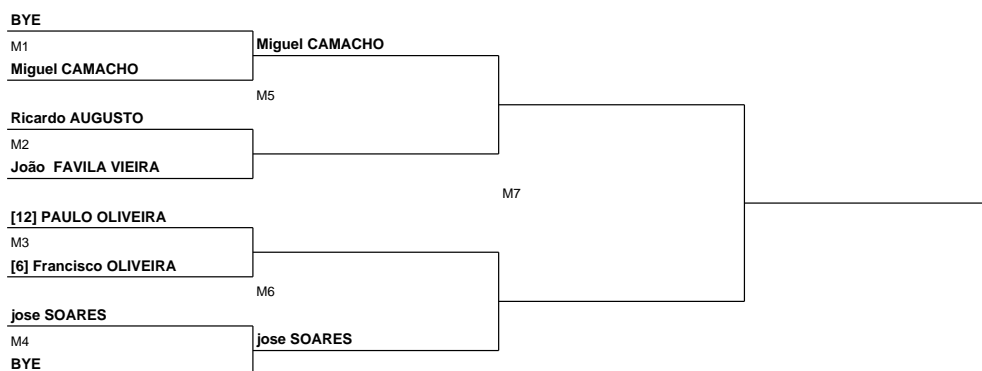 BYE
M1
Miguel CAMACHO
Miguel CAMACHO
M5
Ricardo AUGUSTO
M2
João  FAVILA VIEIRA
M7
[12] PAULO OLIVEIRA
M3
[6] Francisco OLIVEIRA
M6
jose SOARES
M4
jose SOARES
BYE